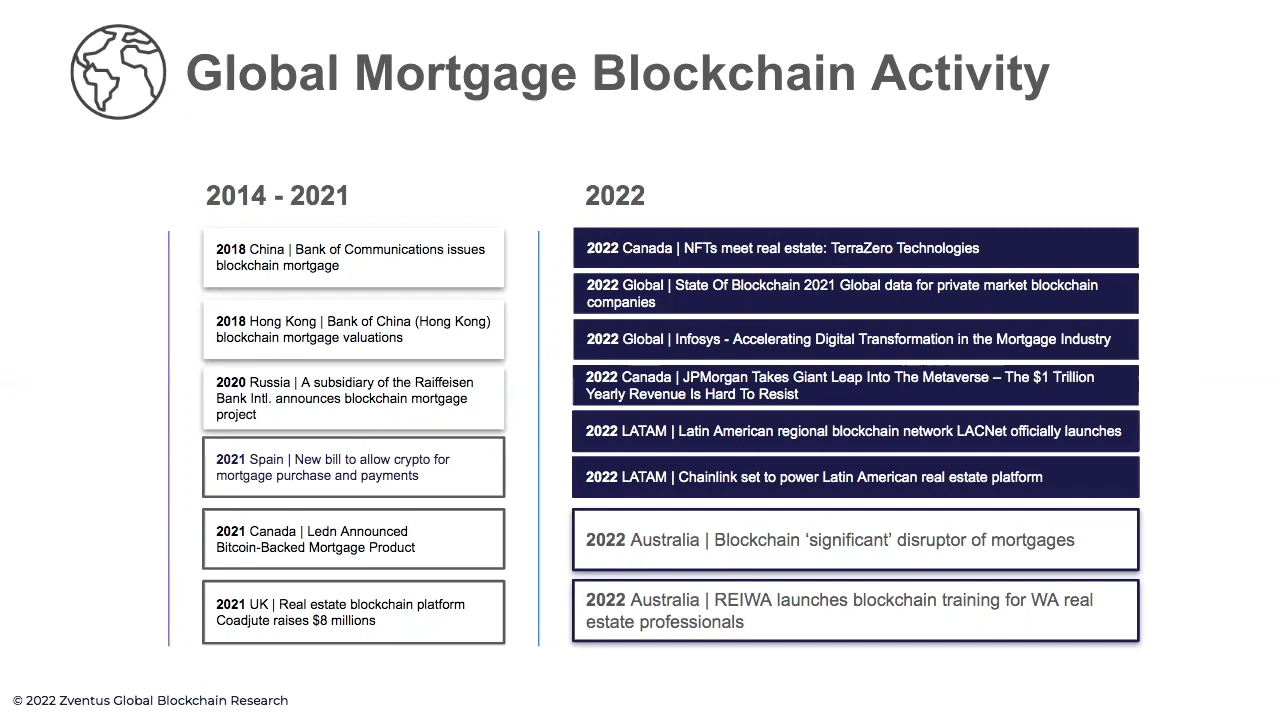 Global Mortgage Blockchain Activity
2014 - 2021
2018 China | Bank of Communications issues
blockchain mortgage
2018 Hong Kong | Bank of China (Hong Kong)
blockchain mortgage valuations
2020 Russia | A subsidiary of the Raiffeisen
Bank Intl. announces blockchain mortgage
project
2021 Spain | New bill to allow crypto for
mortgage purchase and payments
2021 Canada | Ledn Announced
Bitcoin-Backed Mortgage Product
2021 UK | Real estate blockchain platform
Coadjute raises $8 millions
2022
2022 Canada | NFTs meet real estate: TerraZero Technologies
2022 Global | State Of Blockchain 2021 Global data for private market blockchain
companies
2022 Global | Infosys - Accelerating Digital Transformation in the Mortgage Industry
2022 Canada | JPMorgan Takes Giant Leap Into The Metaverse – The $1 Trillion
Yearly Revenue Is Hard To Resist
2022 LATAM | Latin American regional blockchain network LACNet officially launches
2022 LATAM | Chainlink set to power Latin American real estate platform
2022 Australia | Blockchain ‘significant’ disruptor of mortgages
2022 Australia | REIWA launches blockchain training for WA real
estate professionals
© 2022 Zventus Global Blockchain Research